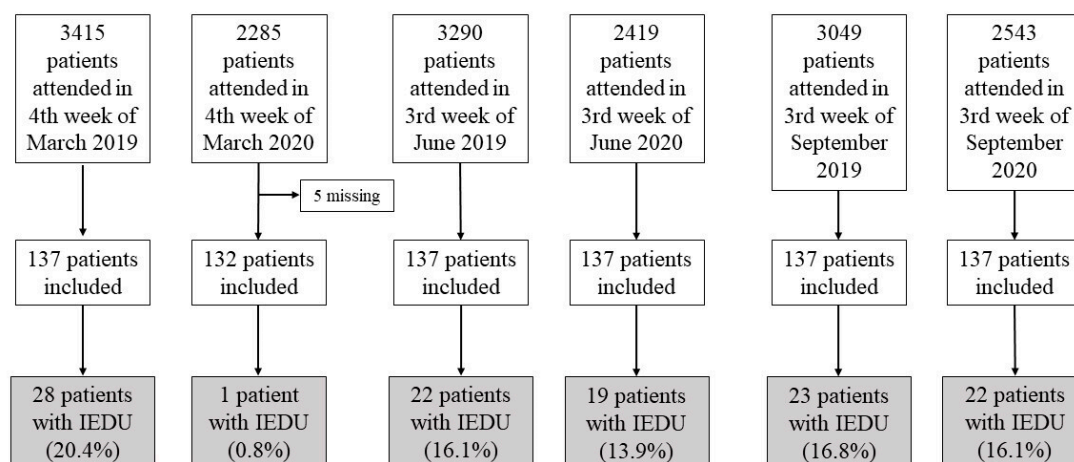 3415
patients
attended in
4th week of
March 2019
2285
patients
attended in
4th week of
March 2020
3290
patients
attended in
3rd week of
June 2019
2419
patients
attended in
3rd week of
June 2020
3049
patients
attended in
3rd week of
September
2019
2543
patients
attended in
3rd week of
September
2020
5 missing
137 patients
included
132 patients
included
137 patients
included
137 patients
included
137 patients
included
137 patients
included
28 patients
with IEDU
(20.4%)
1 patient
with IEDU
(0.8%)
22 patients
with IEDU
(16.1%)
19 patients
with IEDU
(13.9%)
23 patients
with IEDU
(16.8%)
22 patients
with IEDU
(16.1%)